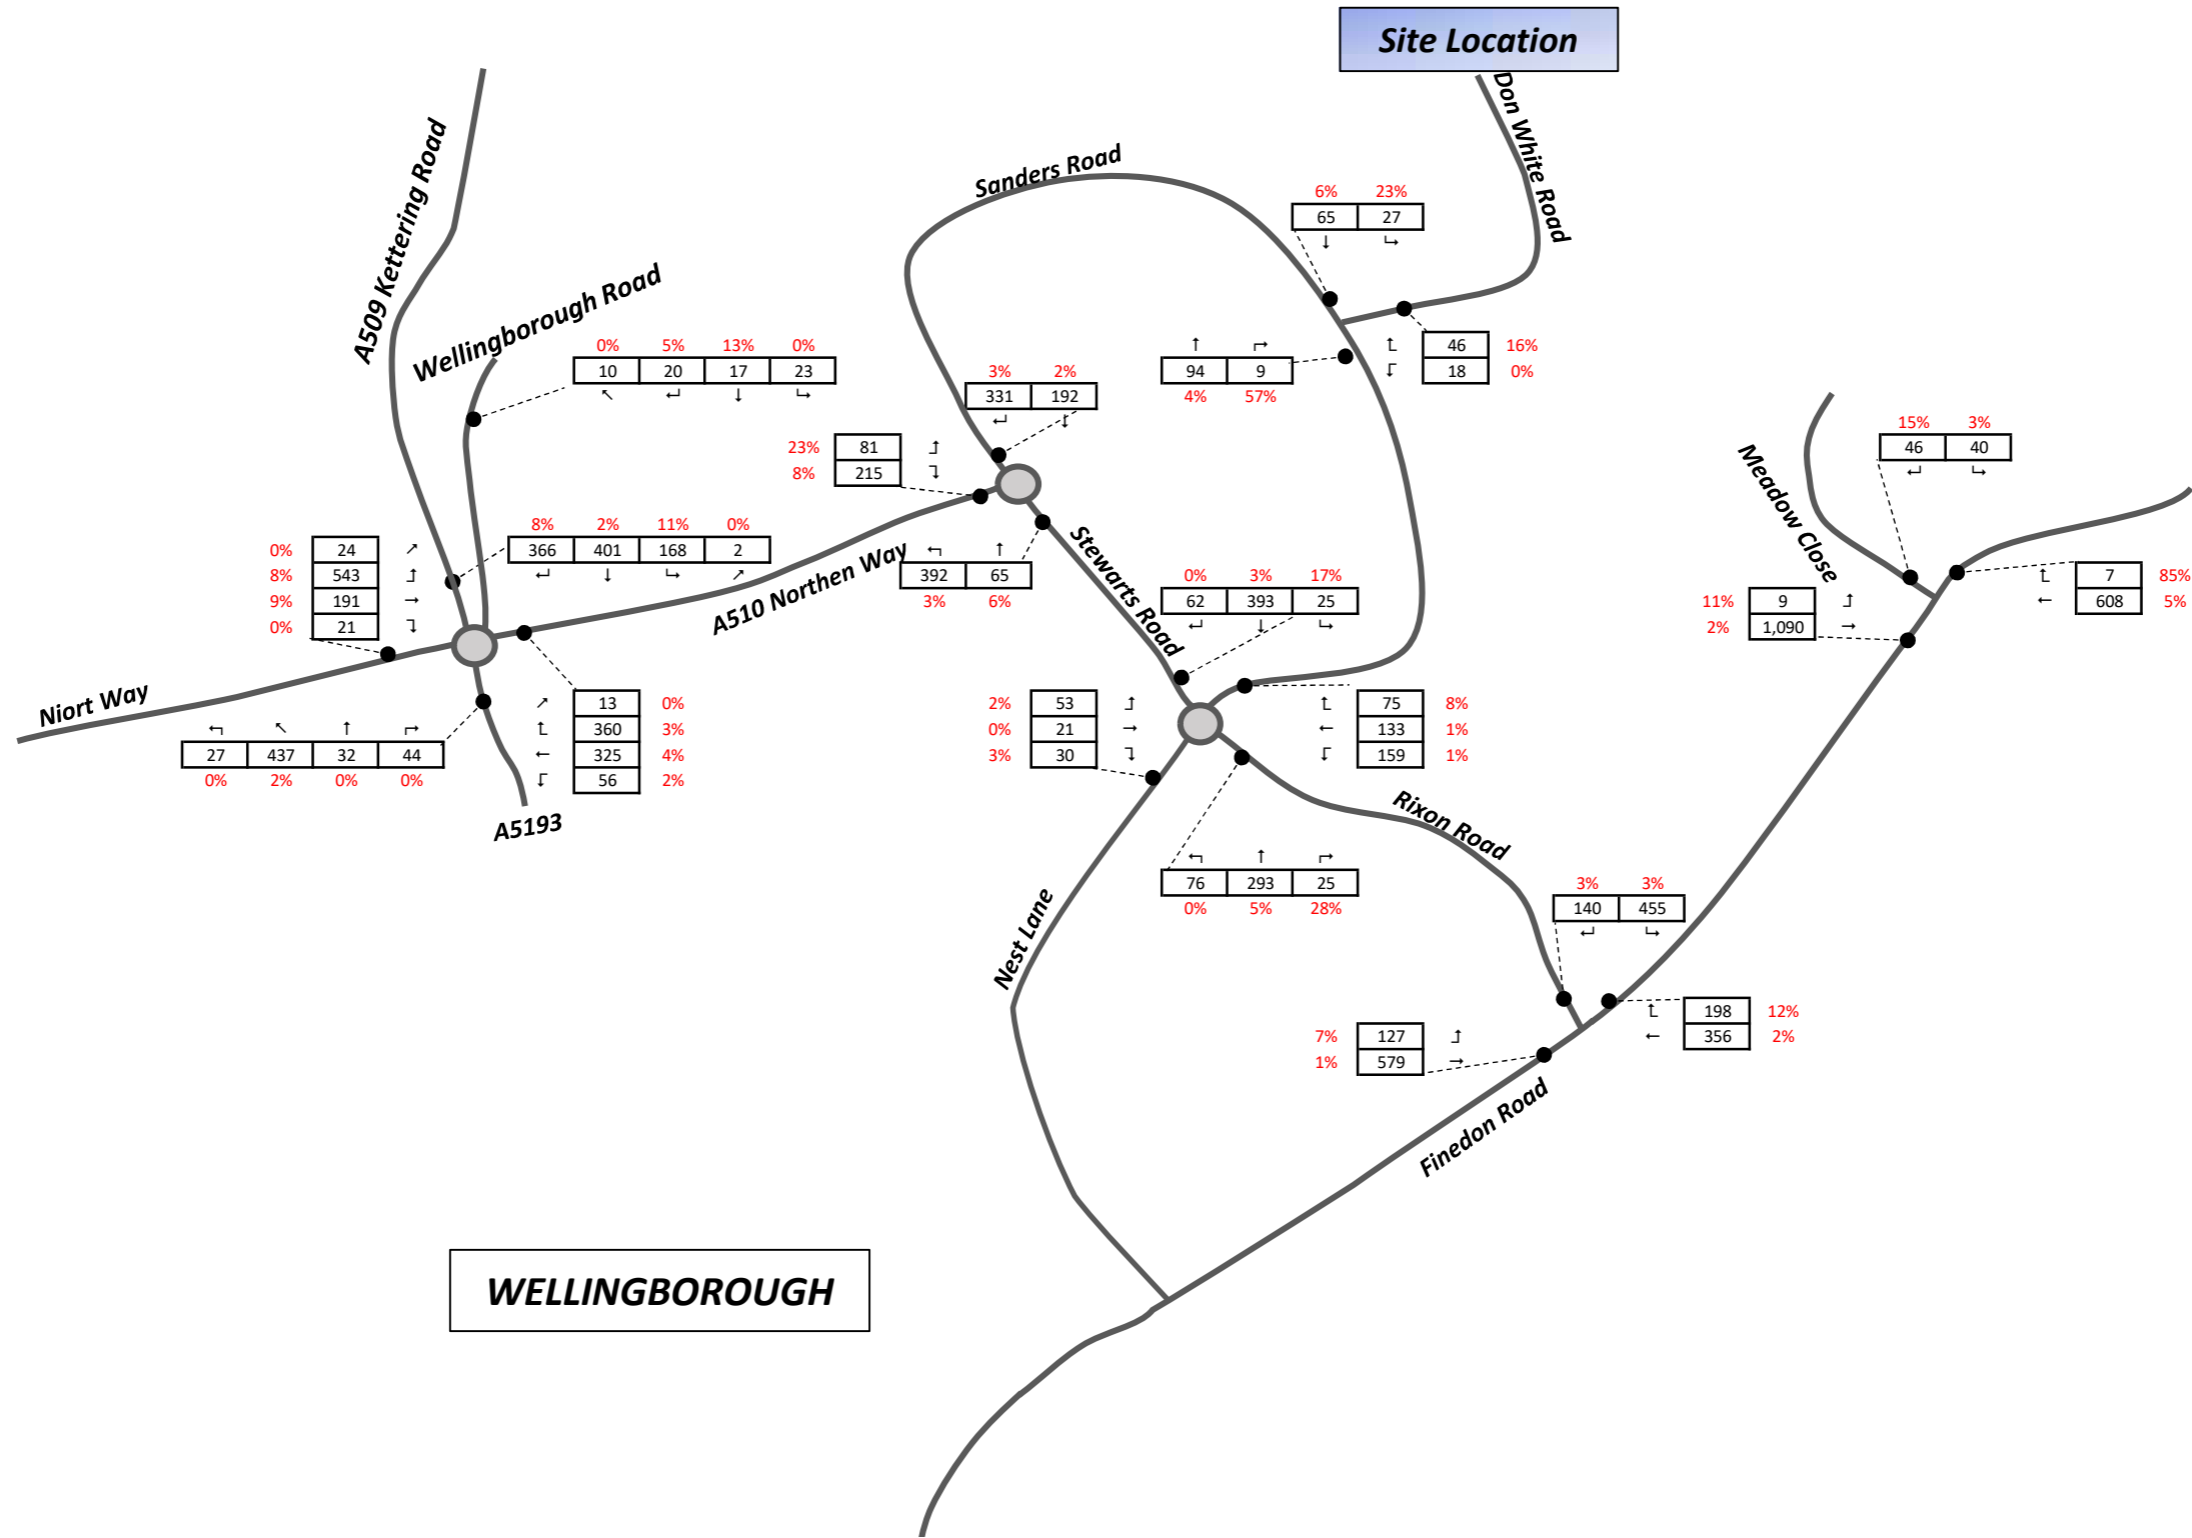 Site Location
Don White Road
Sanders Road
A509 Kettering Road
Wellingborough Road
6% 23%
65 27
↓ ↳
↑ ↱
94 9
4% 57%
↥ 46 16%
↧ 18 0%
0% 5% 13% 0%
10 20 17 23
↖ ↵ ↓ ↳
3% 2%
331 192
↵ ↓
23% 81
8% 215
15% 3%
46 40
↵ ↳
Meadow Close
8% 2% 11% 0%
366 401 168 2
↵ ↓ ↳ ↗
0% 24 ↗
8% 543
9% 191 →
0% 21
A510 Northen Way
↰ ↑
392 65
3% 6%
Stewarts Road
0% 3% 17%
62 393 25
↵ ↓ ↳
7 85%
← 608 5%
11% 9
2% 1,090 →
Niort Way
↰ ↖ ↑ ↱
27 437 32 44
0% 2% 0% 0%
↗ 13 0%
360 3%
← 325 4%
56 2%
A5193
2% 53
0% 21 →
3% 30
75 8%
← 133 1%
159 1%
Rixon Road
↰ ↑ ↱
76 293 25
0% 5% 28%
Nest Lane
3% 3%
140 455
↵ ↳
198 12%
← 356 2%
7% 127
1% 579 →
Finedon Road
WELLINGBOROUGH